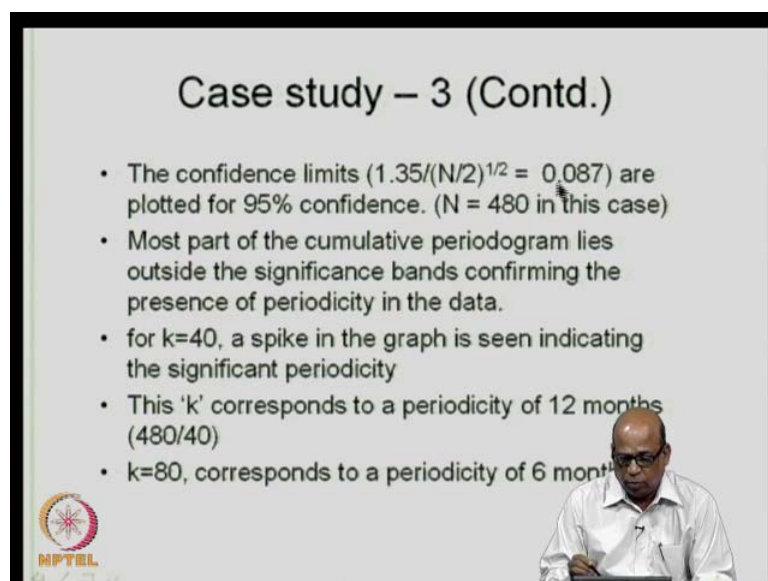 Case study – 3 (Contd.)
• The confidence limits (1.35/(N/2)^1/2 = 0.087) are
plotted for 95% confidence. (N = 480 in this case)
• Most part of the cumulative periodogram lies
outside the significance bands confirming the
presence of periodicity in the data.
• for k=40, a spike in the graph is seen indicating
the significant periodicity
• This 'k' corresponds to a periodicity of 12 months
(480/40)
• k=80, corresponds to a periodicity of 6 month
NPTEL